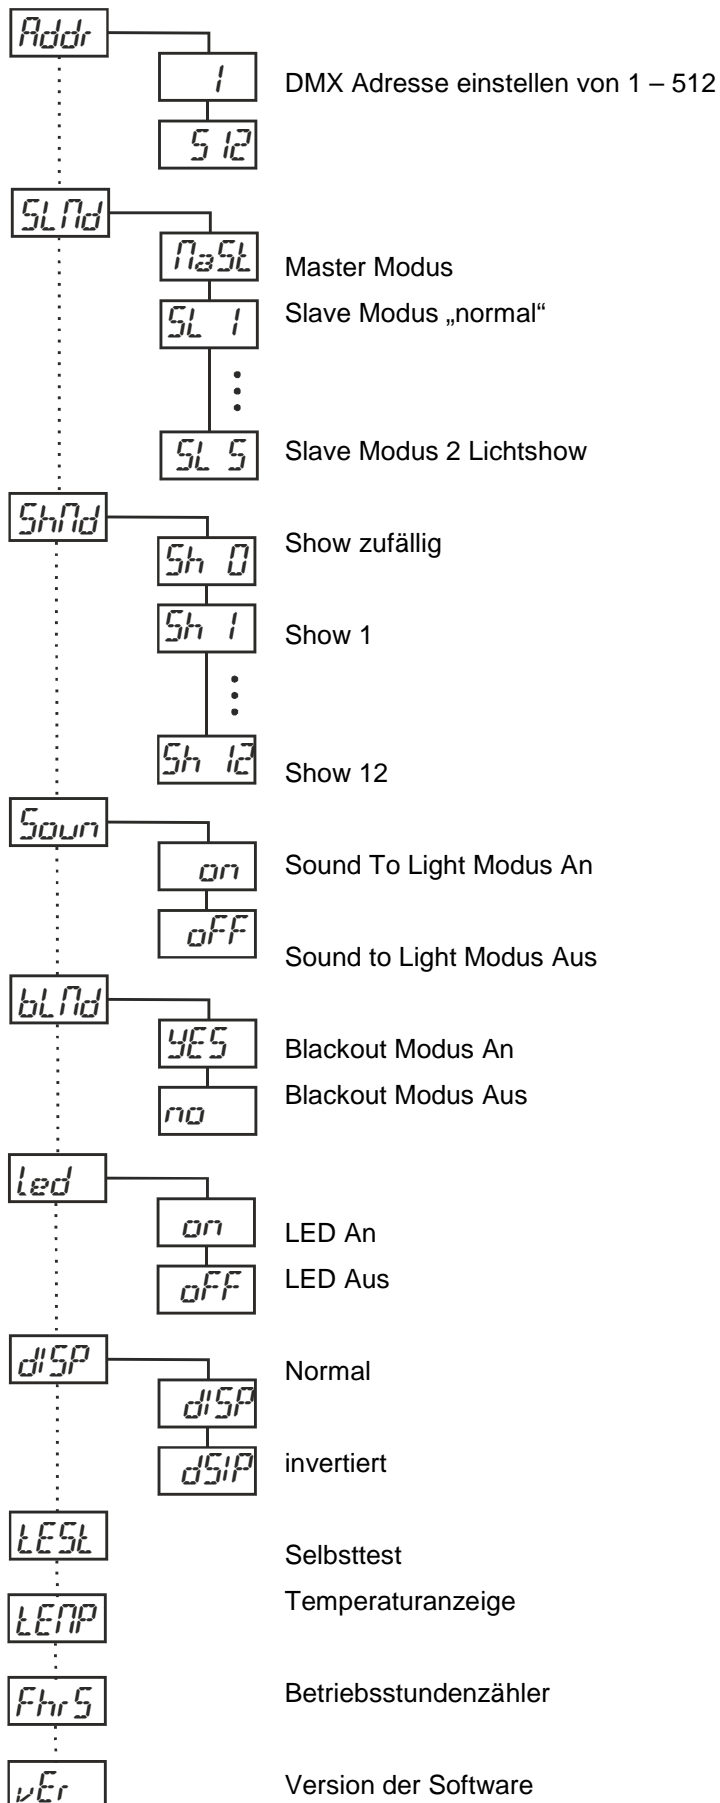 Addr
1 DMX Adresse einstellen von 1 – 512
512
SLMd
MaSt Master Modus
SL 1 Slave Modus „normal“
SL 5 Slave Modus 2 Lichtshow
ShMd
Sh 0 Show zufällig
Sh 1 Show 1
Sh 12 Show 12
Soun
on Sound To Light Modus An
oFF Sound to Light Modus Aus
bLMd
YES Blackout Modus An
no Blackout Modus Aus
Led
on LED An
oFF LED Aus
dISP
dISP Normal
dSIP invertiert
tESt Selbsttest
tEMP Temperaturanzeige
FhrS Betriebsstundenzähler
vEr Version der Software